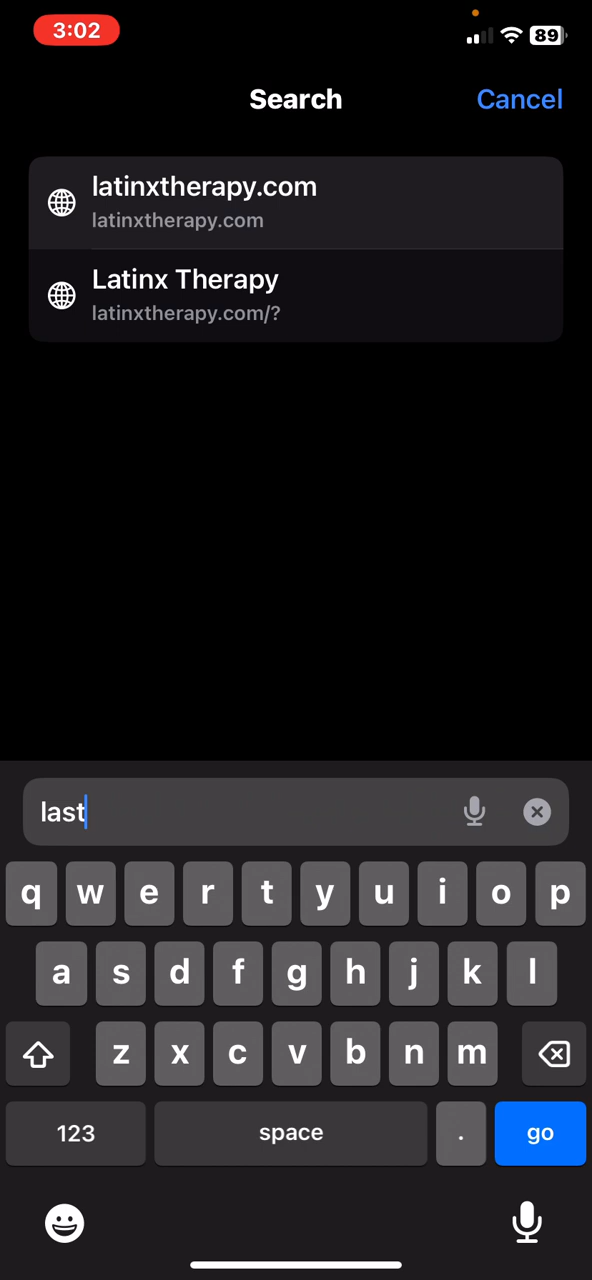 3:02
89
Search
Cancel
latinxtherapy.com
latinxtherapy.com
Latinx Therapy
latinxtherapy.com/?
last
q w e r t y u i o p
a s d f g h j k l
z x c v b n m
123 space . go